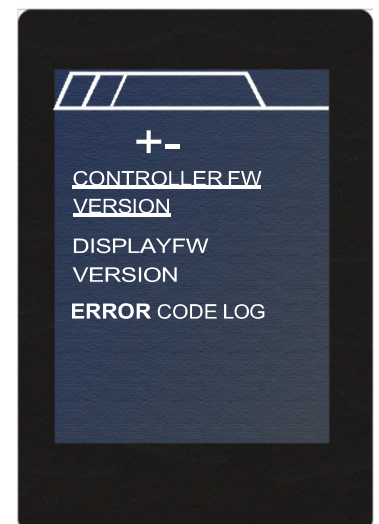 +-
CONTROLLER FW
VERSION
DISPLAYFW
VERSION
ERROR CODE LOG